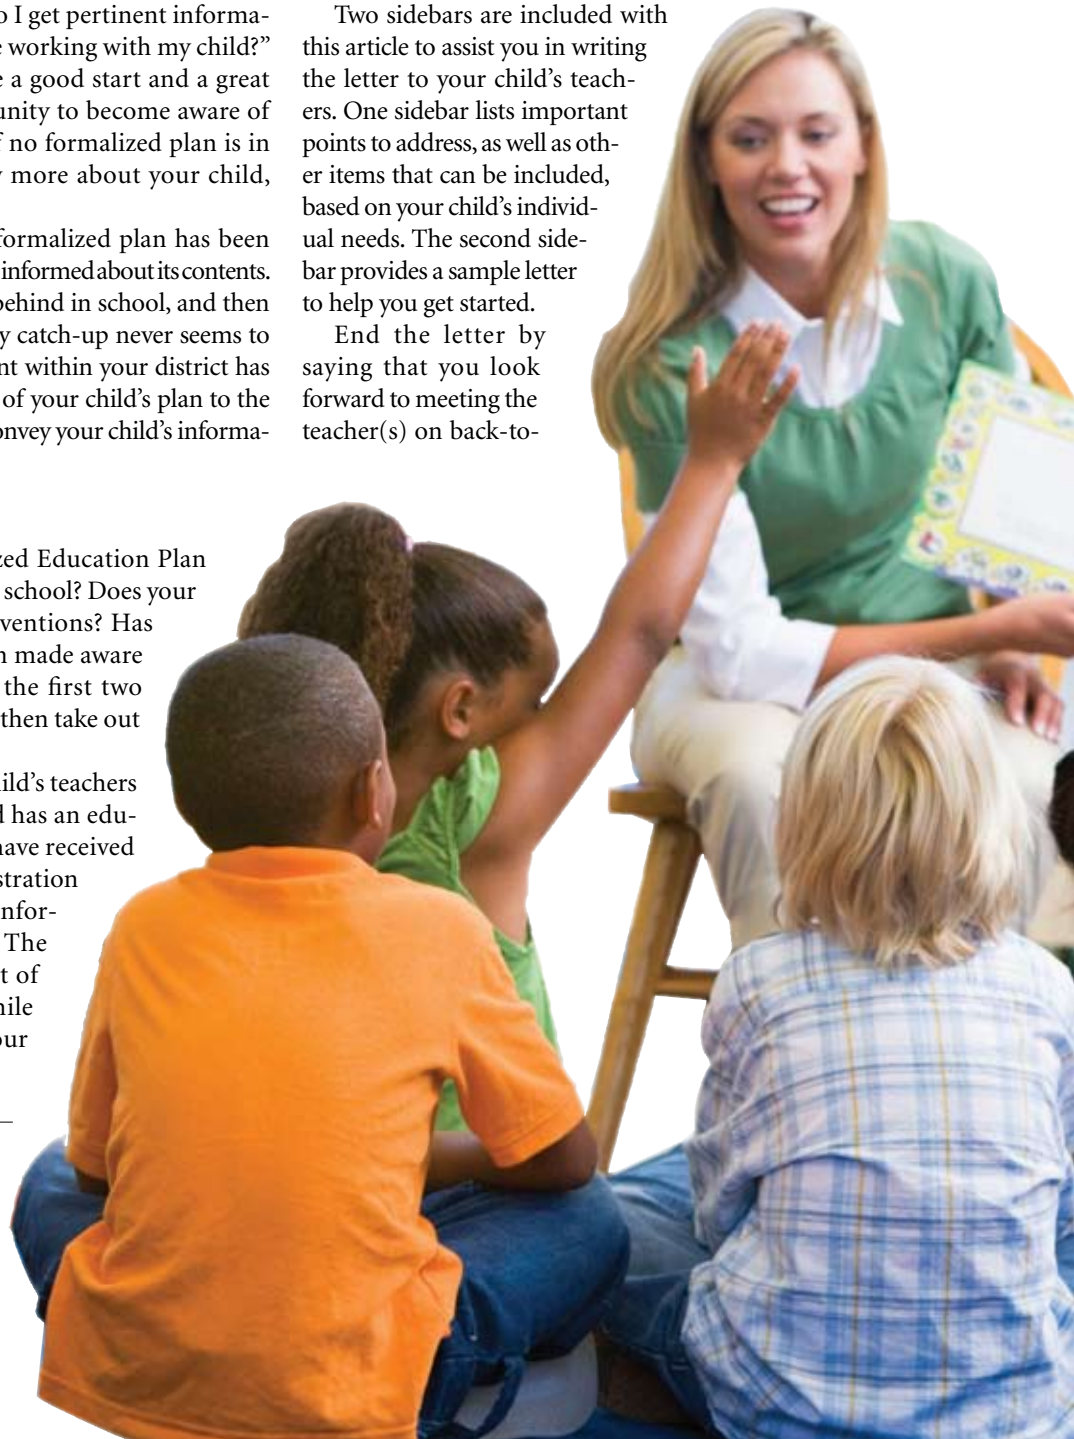 o I get pertinent informa-
e working with my child?”
e a good start and a great
unity to become aware of
f no formalized plan is in
y more about your child,
formalized plan has been
informed about its contents.
behind in school, and then
y catch-up never seems to
nt within your district has
of your child’s plan to the
onvey your child’s informa-
zed Education Plan
school? Does your
ventions? Has
n made aware
the first two
then take out
ild’s teachers
d has an edu-
have received
stration
nfor-
The
t of
hile
our
Two sidebars are included with
this article to assist you in writing
the letter to your child’s teach-
ers. One sidebar lists important
points to address, as well as oth-
er items that can be included,
based on your child’s individ-
ual needs. The second side-
bar provides a sample letter
to help you get started.
End the letter by
saying that you look
forward to meeting the
teacher(s) on back-to-